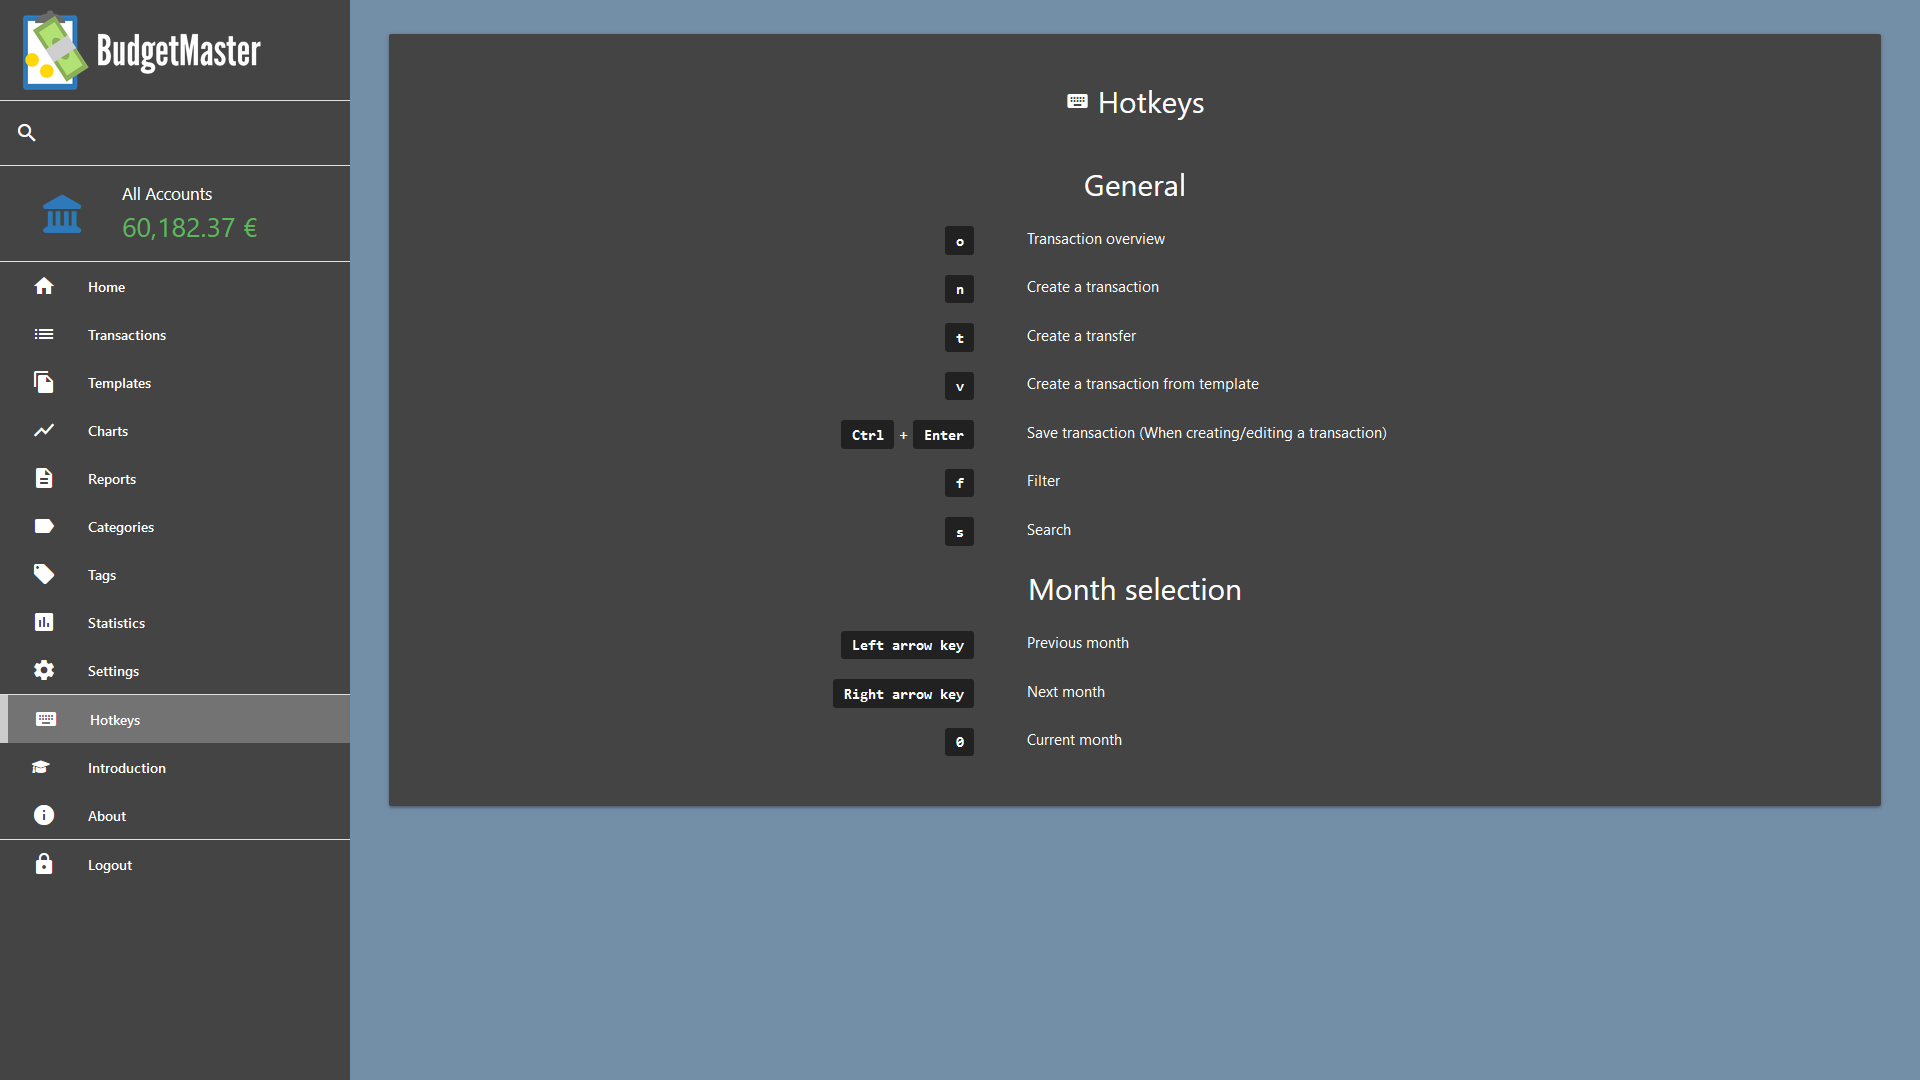 BudgetMaster
All Accounts
60,182.37 €
Home
Transactions
Templates
Charts
Reports
Categories
Tags
Statistics
Settings
Hotkeys
Introduction
About
Logout
Hotkeys
General
o Transaction overview
n Create a transaction
t Create a transfer
v Create a transaction from template
Ctrl + Enter Save transaction (When creating/editing a transaction)
f Filter
s Search
Month selection
Left arrow key Previous month
Right arrow key Next month
0 Current month